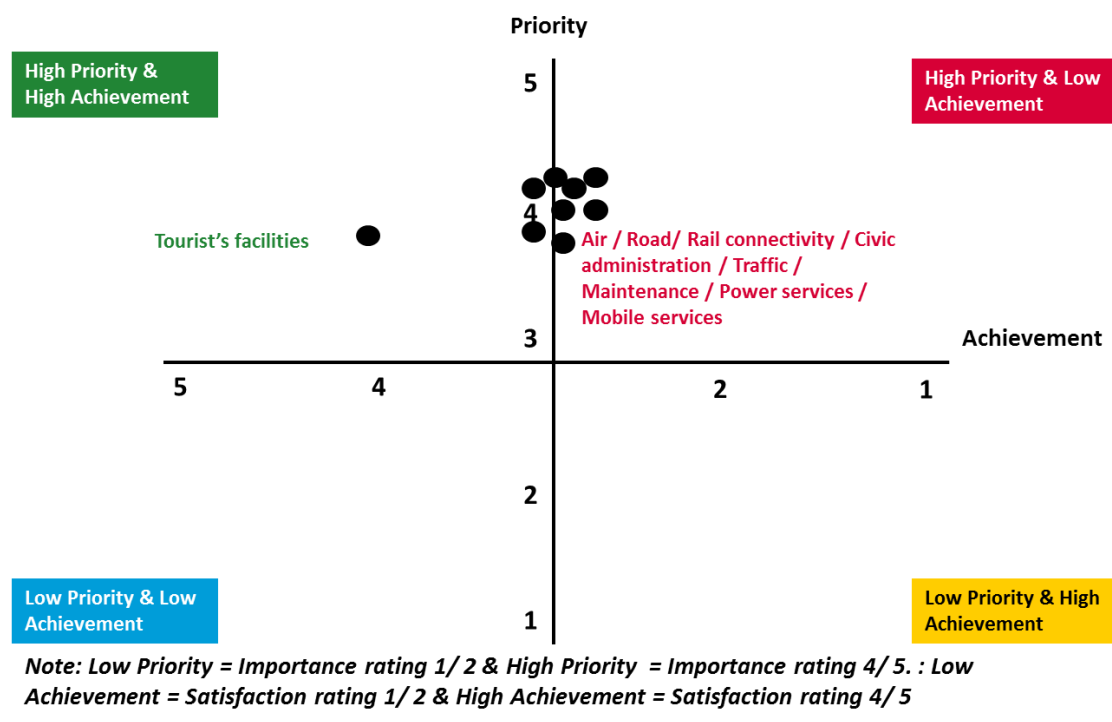 Priority
High Priority &
High Achievement
5
High Priority & Low
Achievement
4
Tourist's facilities
Air / Road/ Rail connectivity / Civic
administration / Traffic /
Maintenance / Power services /
Mobile services
3
Achievement
5
4
2
1
2
Low Priority & Low
Achievement
1
Low Priority & High
Achievement
Note: Low Priority = Importance rating 1/ 2 & High Priority = Importance rating 4/ 5. : Low
Achievement = Satisfaction rating 1/ 2 & High Achievement = Satisfaction rating 4/ 5